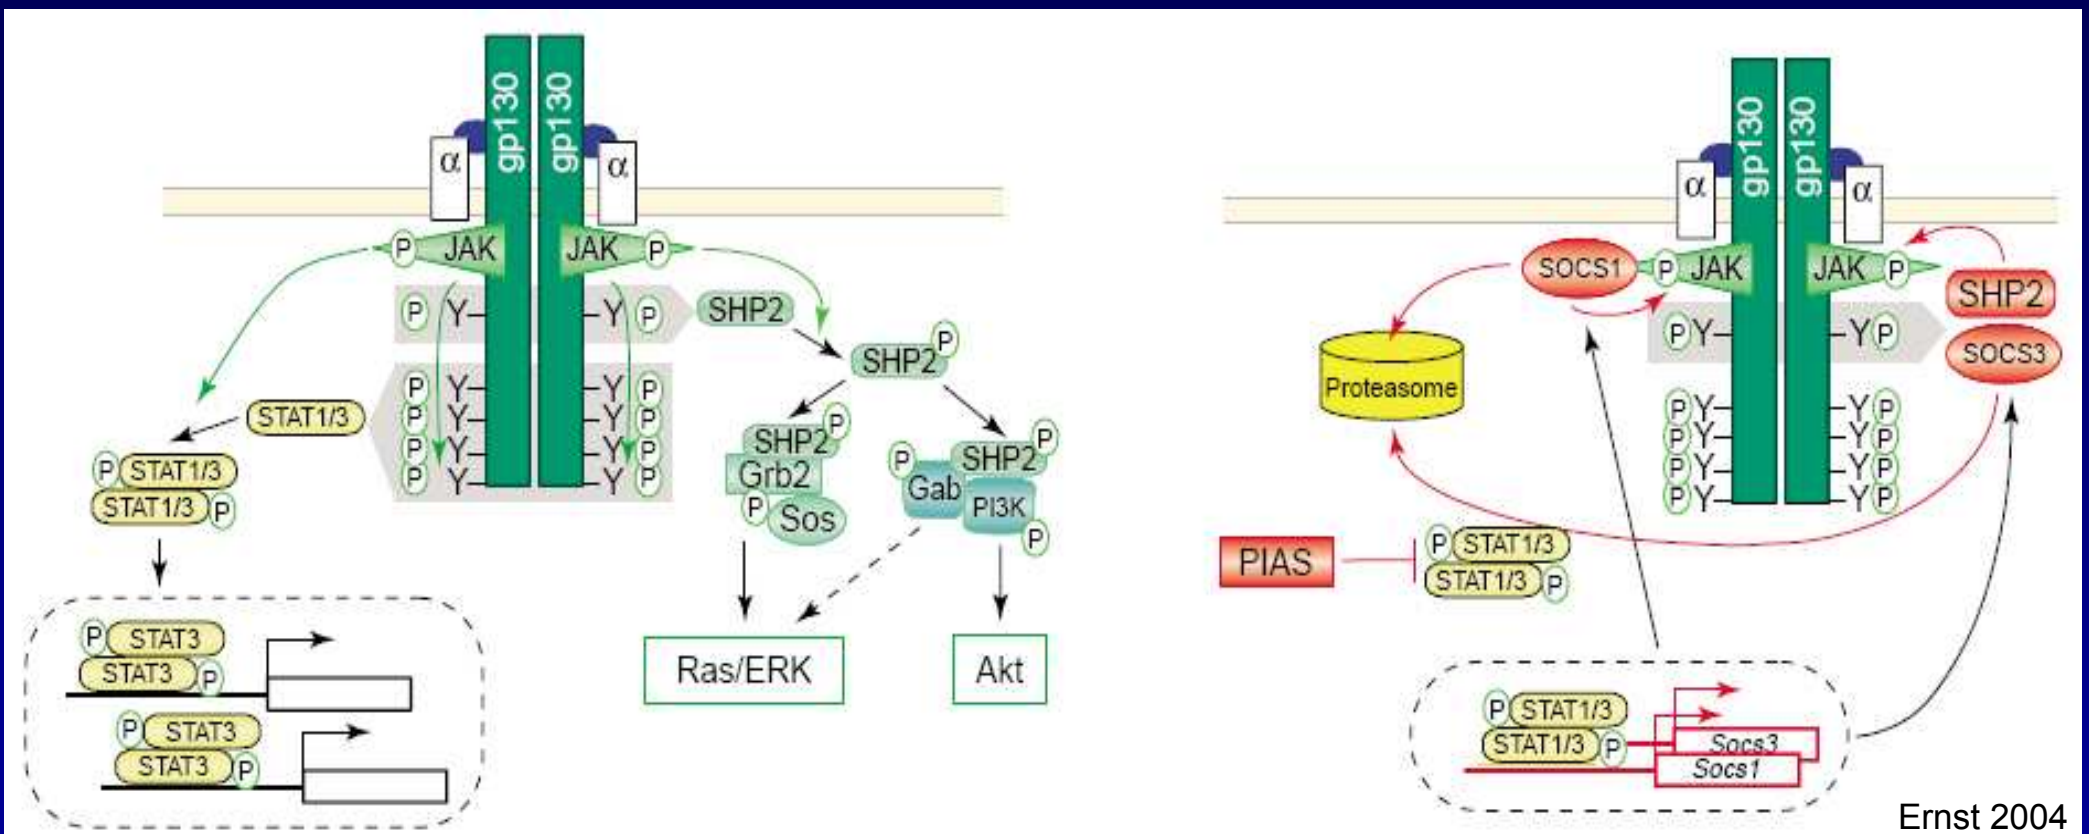 gp130
gp130
α
α
P
JAK
JAK
P
P
Y
Y
P
SHP2
P
SHP2
P
Y
Y
P
P
Y
Y
P
P
Y
Y
P
P
Y
Y
P
STAT1/3
P
STAT1/3
STAT1/3
P
SHP2
P
Grb2
P
Sos
P
SHP2
P
Gab
PI3K
P
P
STAT3
STAT3
P
P
STAT3
STAT3
P
Ras/ERK
Akt
gp130
gp130
α
α
SOCS1
P
JAK
JAK
P
SHP2
P
Y
Y
P
SOCS3
Proteasome
P
Y
Y
P
P
Y
Y
P
P
Y
Y
P
P
Y
Y
P
PIAS
P
STAT1/3
STAT1/3
P
P
STAT1/3
STAT1/3
P
Socs3
Socs1
Ernst 2004